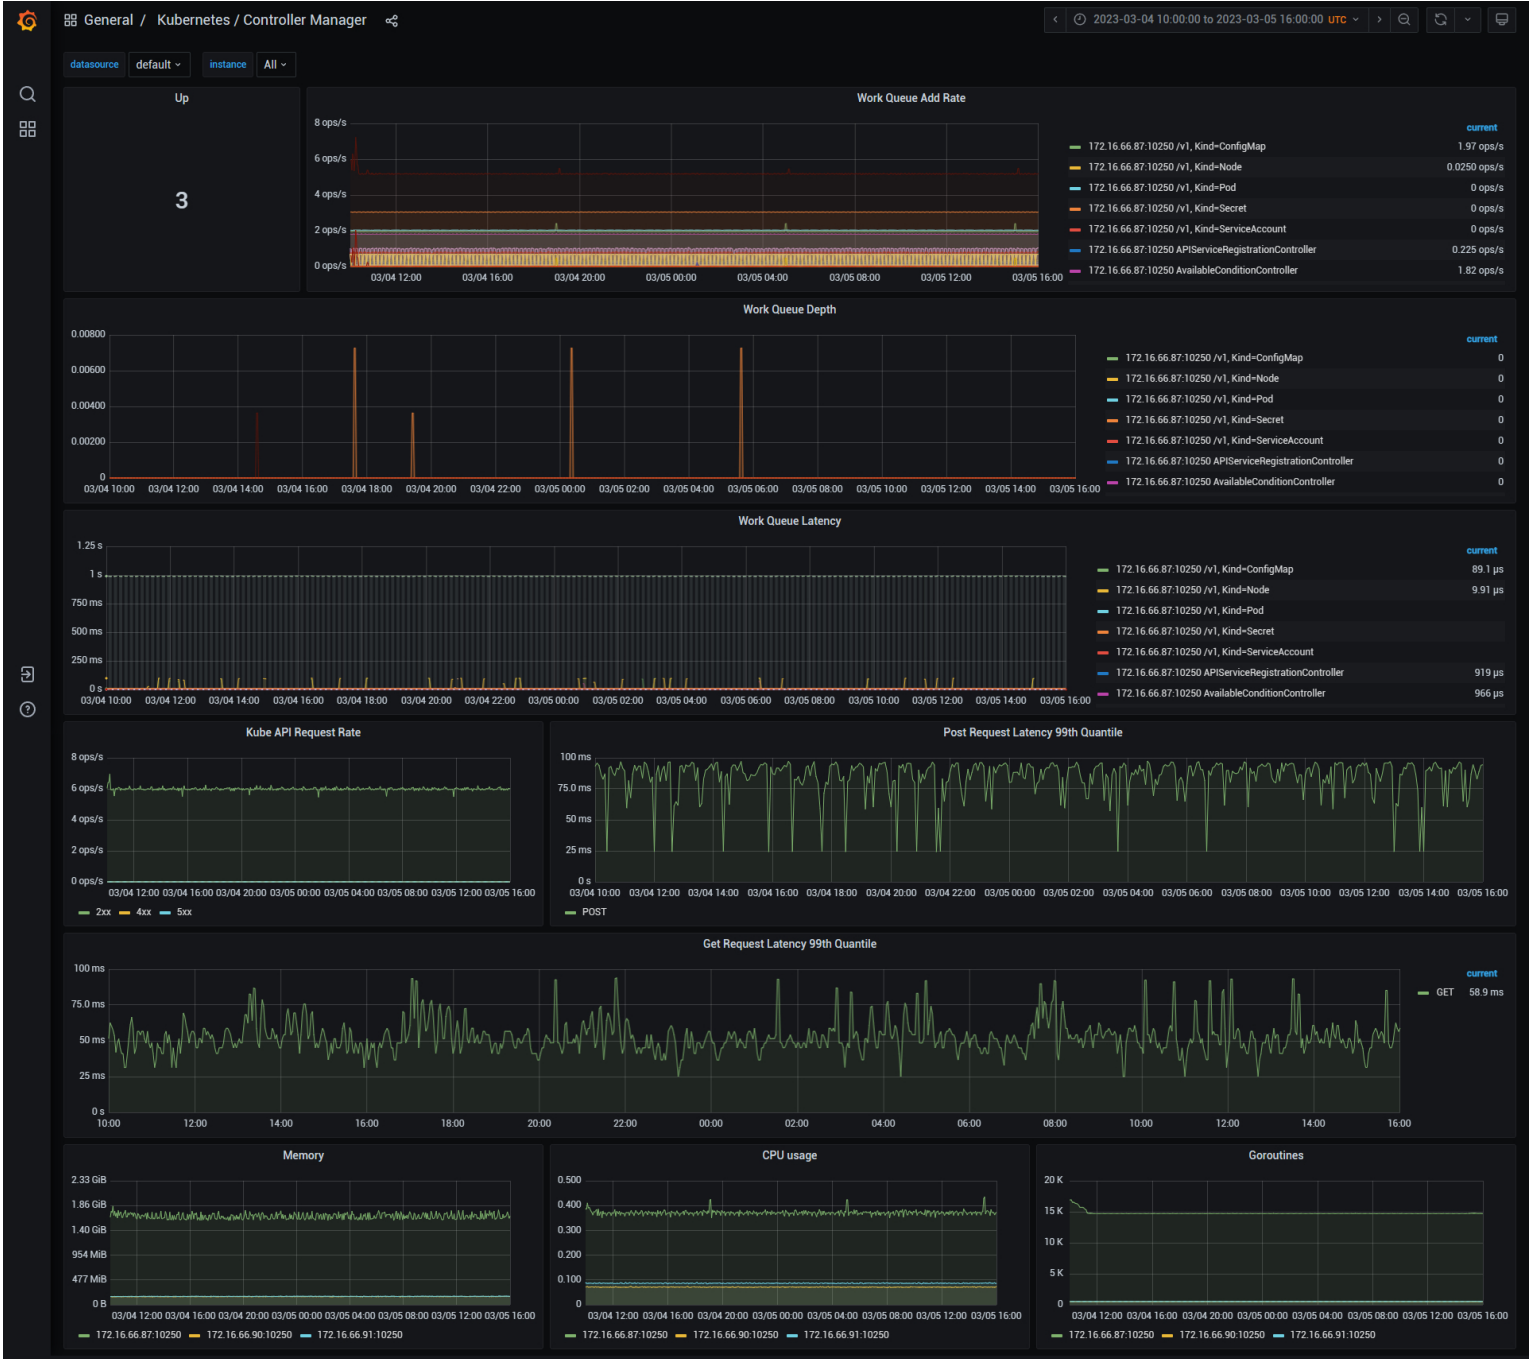 General / Kubernetes / Controller Manager
2023-03-04 10:00:00 to 2023-03-05 16:00:00 UTC
datasource default instance All
Up
3
Work Queue Add Rate
8 ops/s
6 ops/s
4 ops/s
2 ops/s
0 ops/s
03/04 12:00 03/04 16:00 03/04 20:00 03/05 00:00 03/05 04:00 03/05 08:00 03/05 12:00 03/05 16:00
current
172.16.66.87:10250 /v1, Kind=ConfigMap 1.97 ops/s
172.16.66.87:10250 /v1, Kind=Node 0.0250 ops/s
172.16.66.87:10250 /v1, Kind=Pod 0 ops/s
172.16.66.87:10250 /v1, Kind=Secret 0 ops/s
172.16.66.87:10250 /v1, Kind=ServiceAccount 0 ops/s
172.16.66.87:10250 APIServiceRegistrationController 0.225 ops/s
172.16.66.87:10250 AvailableConditionController 1.82 ops/s
Work Queue Depth
0.00800
0.00600
0.00400
0.00200
0
03/04 10:00 03/04 12:00 03/04 14:00 03/04 16:00 03/04 18:00 03/04 20:00 03/04 22:00 03/05 00:00 03/05 02:00 03/05 04:00 03/05 06:00 03/05 08:00 03/05 10:00 03/05 12:00 03/05 14:00 03/05 16:00
current
172.16.66.87:10250 /v1, Kind=ConfigMap 0
172.16.66.87:10250 /v1, Kind=Node 0
172.16.66.87:10250 /v1, Kind=Pod 0
172.16.66.87:10250 /v1, Kind=Secret 0
172.16.66.87:10250 /v1, Kind=ServiceAccount 0
172.16.66.87:10250 APIServiceRegistrationController 0
172.16.66.87:10250 AvailableConditionController 0
Work Queue Latency
1.25 s
1 s
750 ms
500 ms
250 ms
0 s
03/04 10:00 03/04 12:00 03/04 14:00 03/04 16:00 03/04 18:00 03/04 20:00 03/04 22:00 03/05 00:00 03/05 02:00 03/05 04:00 03/05 06:00 03/05 08:00 03/05 10:00 03/05 12:00 03/05 14:00 03/05 16:00
current
172.16.66.87:10250 /v1, Kind=ConfigMap 89.1 µs
172.16.66.87:10250 /v1, Kind=Node 9.91 µs
172.16.66.87:10250 /v1, Kind=Pod
172.16.66.87:10250 /v1, Kind=Secret
172.16.66.87:10250 /v1, Kind=ServiceAccount
172.16.66.87:10250 APIServiceRegistrationController 919 µs
172.16.66.87:10250 AvailableConditionController 966 µs
Kube API Request Rate
8 ops/s
6 ops/s
4 ops/s
2 ops/s
0 ops/s
03/04 12:00 03/04 16:00 03/04 20:00 03/05 00:00 03/05 04:00 03/05 08:00 03/05 12:00 03/05 16:00
2xx 4xx 5xx
Post Request Latency 99th Quantile
100 ms
75.0 ms
50 ms
25 ms
0 s
03/04 10:00 03/04 12:00 03/04 14:00 03/04 16:00 03/04 18:00 03/04 20:00 03/04 22:00 03/05 00:00 03/05 02:00 03/05 04:00 03/05 06:00 03/05 08:00 03/05 10:00 03/05 12:00 03/05 14:00 03/05 16:00
POST
Get Request Latency 99th Quantile
100 ms
75.0 ms
50 ms
25 ms
0 s
10:00 12:00 14:00 16:00 18:00 20:00 22:00 00:00 02:00 04:00 06:00 08:00 10:00 12:00 14:00 16:00
current
GET 58.9 ms
Memory
2.33 GiB
1.86 GiB
1.40 GiB
954 MiB
477 MiB
0 B
03/04 12:00 03/04 16:00 03/04 20:00 03/05 00:00 03/05 04:00 03/05 08:00 03/05 12:00 03/05 16:00
172.16.66.87:10250 172.16.66.90:10250 172.16.66.91:10250
CPU usage
0.500
0.400
0.300
0.200
0.100
0
03/04 12:00 03/04 16:00 03/04 20:00 03/05 00:00 03/05 04:00 03/05 08:00 03/05 12:00 03/05 16:00
172.16.66.87:10250 172.16.66.90:10250 172.16.66.91:10250
Goroutines
20 K
15 K
10 K
5 K
0
03/04 12:00 03/04 16:00 03/04 20:00 03/05 00:00 03/05 04:00 03/05 08:00 03/05 12:00 03/05 16:00
172.16.66.87:10250 172.16.66.90:10250 172.16.66.91:10250